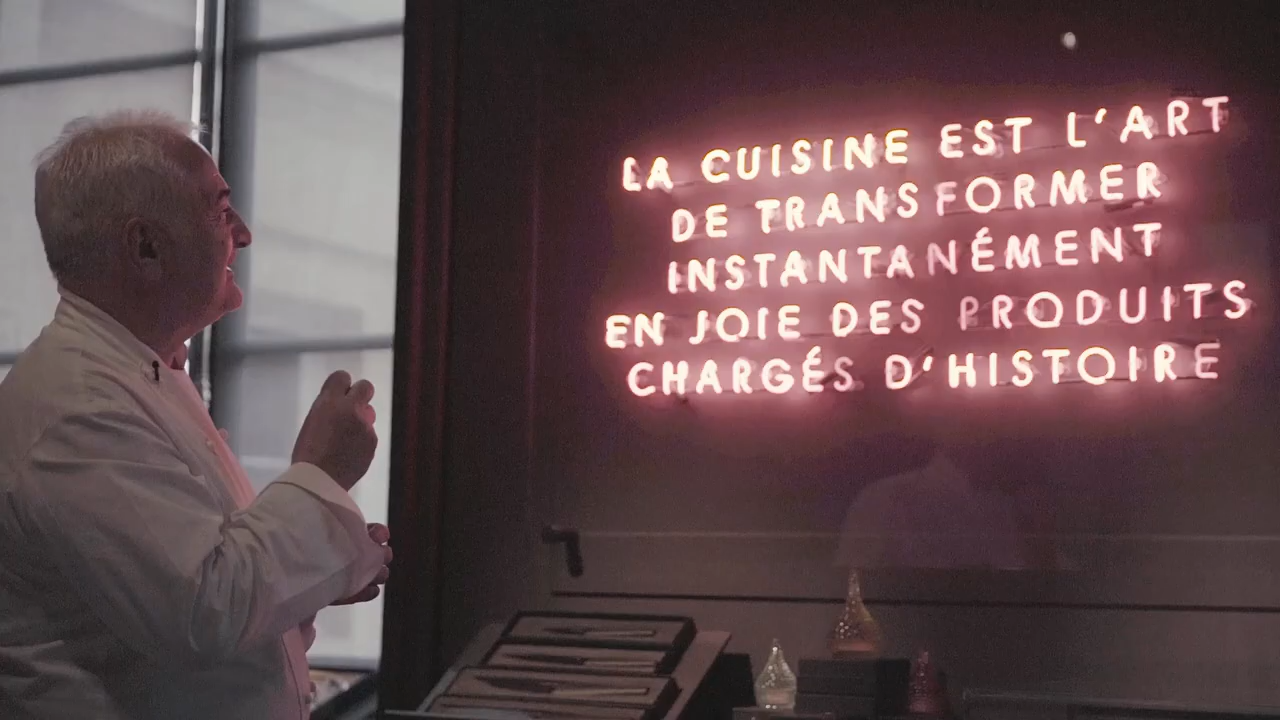 LA CUISINE EST L'ART
DE TRANSFORMER
INSTANTANÉMENT
EN JOIE DES PRODUITS
CHARGÉS D'HISTOIRE